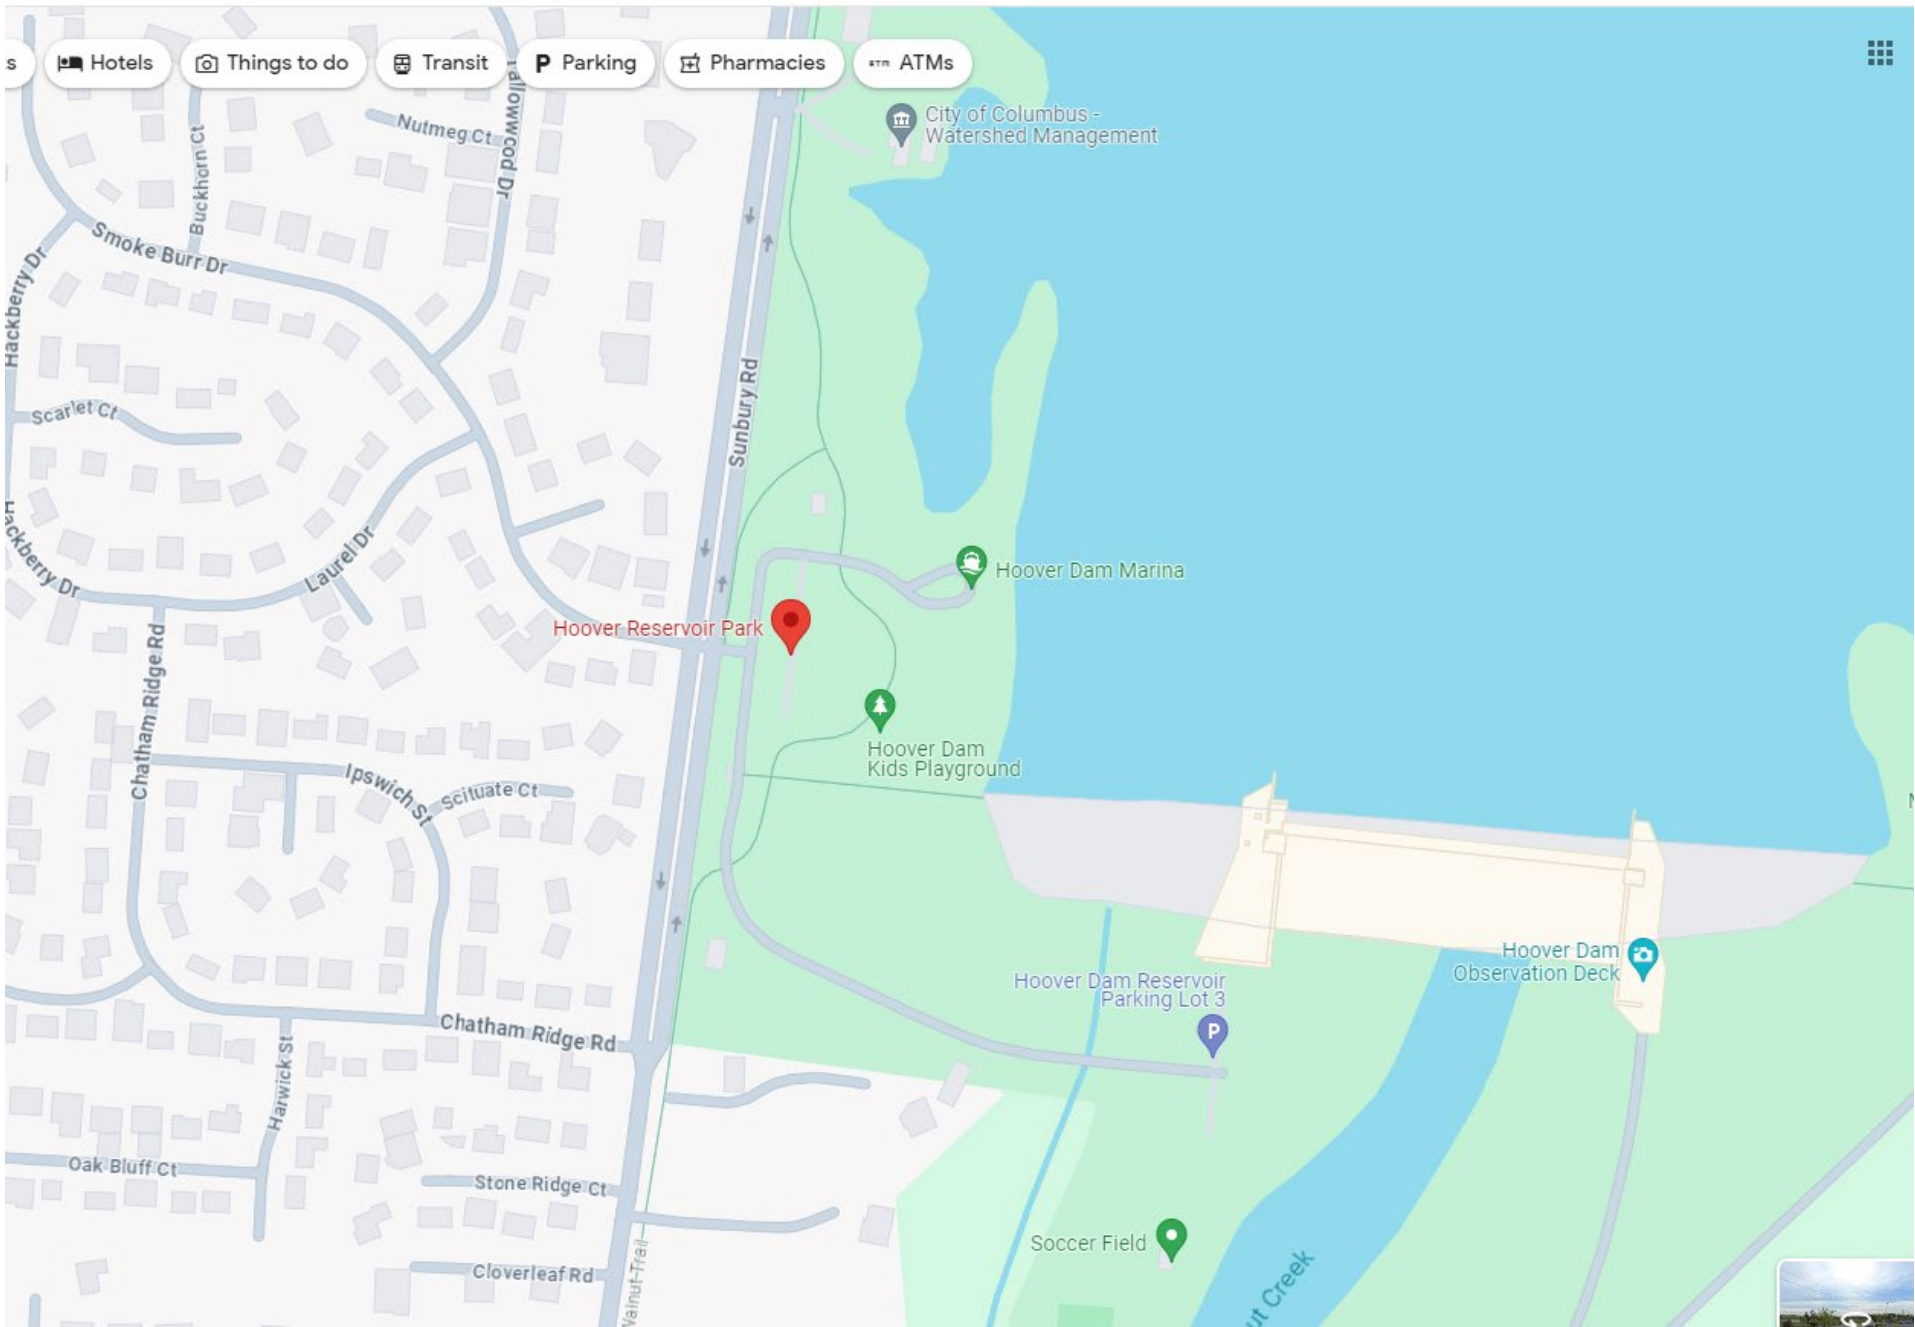 s
Hotels
Things to do
Transit
P Parking
Pharmacies
ATM ATMs
City of Columbus -
Watershed Management
Nutmeg Ct
Buckhorn Ct
Smoke Burr Dr
Hackberry Dr
Scarlet Ct
Sunbury Rd
Laurel Dr
Hoover Dam Marina
Hoover Reservoir Park
Chatham Ridge Rd
Hoover Dam
Kids Playground
Ipswich St
Scituate Ct
Hoover Dam
Observation Deck
Hoover Dam Reservoir
Parking Lot 3
P
Chatham Ridge Rd
Harwick St
Oak Bluff Ct
Stone Ridge Ct
Soccer Field
Cloverleaf Rd
Trail
Creek